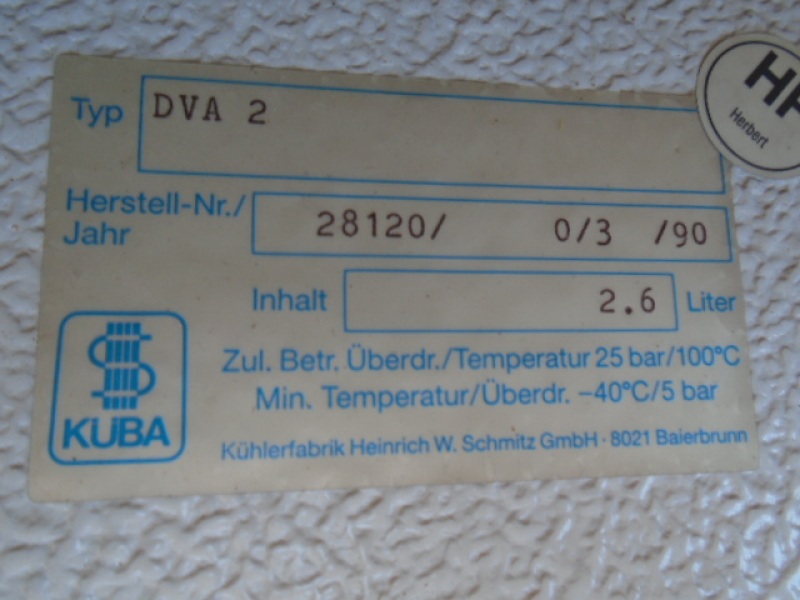 Typ DVA 2
Herstell-Nr./
Jahr 28120/ 0/3 /90
Inhalt 2.6 Liter
Zul. Betr. Überdr./Temperatur 25 bar/100°C
Min. Temperatur/Überdr. –40°C/5 bar
KÜBA
Kühlerfabrik Heinrich W. Schmitz GmbH · 8021 Baierbrunn
Herbert